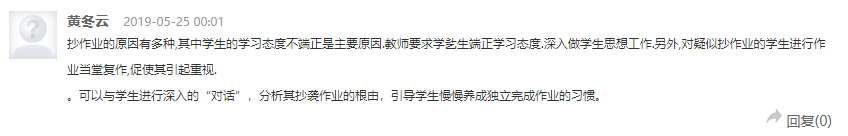 黄冬云 2019-05-25 00:01
抄作业的原因有多种,其中学生的学习态度不端正是主要原因.教师要求学生端正学习态度.深入做学生思想工作.另外,对疑似抄作业的学生进行作
业当堂复作,促使其引起重视.
。可以与学生进行深入的“对话”，分析其抄袭作业的根由，引导学生慢慢养成独立完成作业的习惯。
回复(0)